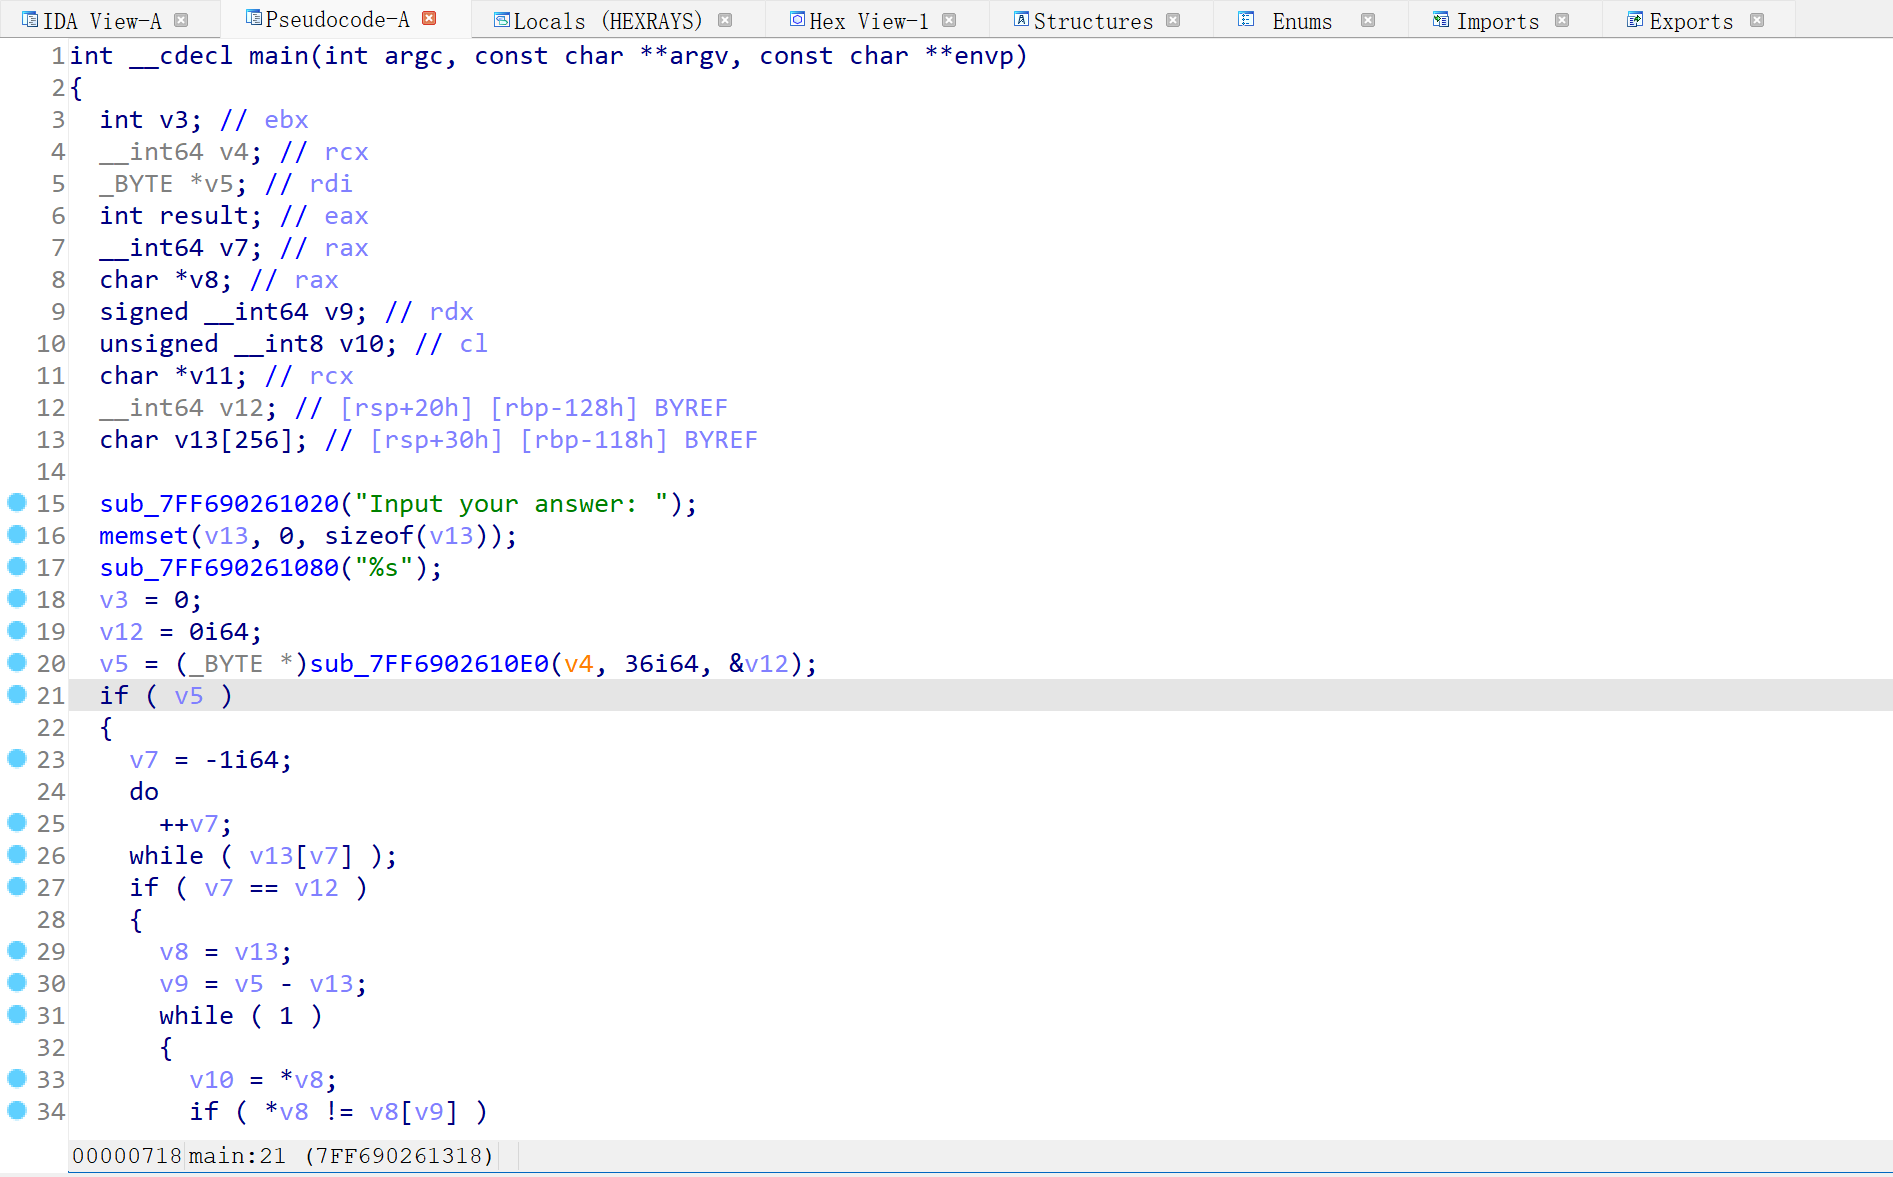 IDA View-A Pseudocode-A Locals (HEXRAYS) Hex View-1 Structures Enums Imports Exports
1 int __cdecl main(int argc, const char **argv, const char **envp)
2 {
3   int v3; // ebx
4   __int64 v4; // rcx
5   _BYTE *v5; // rdi
6   int result; // eax
7   __int64 v7; // rax
8   char *v8; // rax
9   signed __int64 v9; // rdx
10   unsigned __int8 v10; // cl
11   char *v11; // rcx
12   __int64 v12; // [rsp+20h] [rbp-128h] BYREF
13   char v13[256]; // [rsp+30h] [rbp-118h] BYREF
14
15   sub_7FF690261020("Input your answer: ");
16   memset(v13, 0, sizeof(v13));
17   sub_7FF690261080("%s");
18   v3 = 0;
19   v12 = 0i64;
20   v5 = (_BYTE *)sub_7FF6902610E0(v4, 36i64, &v12);
21   if ( v5 )
22   {
23     v7 = -1i64;
24     do
25       ++v7;
26     while ( v13[v7] );
27     if ( v7 == v12 )
28     {
29       v8 = v13;
30       v9 = v5 - v13;
31       while ( 1 )
32       {
33         v10 = *v8;
34         if ( *v8 != v8[v9] )
00000718 main:21 (7FF690261318)